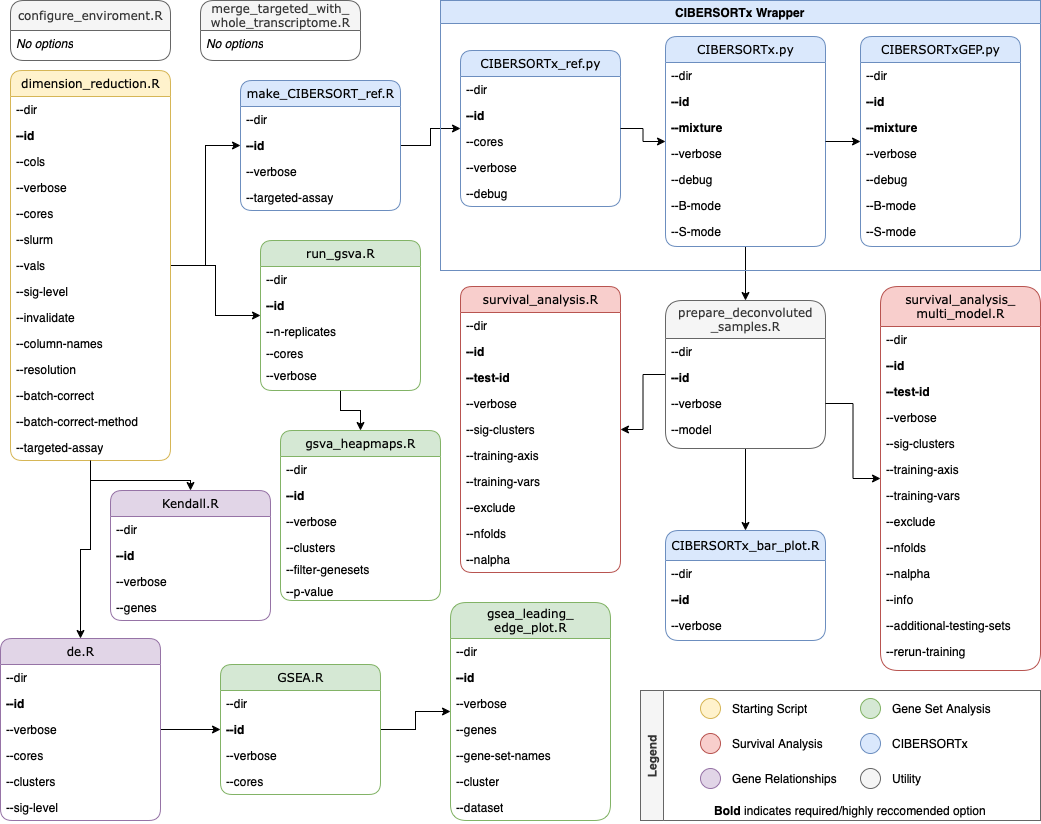 configure_enviroment.R
No options
merge_targeted_with_
whole_transcriptome.R
No options
CIBERSORTx Wrapper
dimension_reduction.R
--dir
--id
--cols
--verbose
--cores
--slurm
--vals
--sig-level
--invalidate
--column-names
--resolution
--batch-correct
--batch-correct-method
--targeted-assay
make_CIBERSORT_ref.R
--dir
--id
--verbose
--targeted-assay
CIBERSORTx_ref.py
--dir
--id
--cores
--verbose
--debug
CIBERSORTx.py
--dir
--id
--mixture
--verbose
--debug
--B-mode
--S-mode
CIBERSORTxGEP.py
--dir
--id
--mixture
--verbose
--debug
--B-mode
--S-mode
run_gsva.R
--dir
--id
--n-replicates
--cores
--verbose
survival_analysis.R
--dir
--id
--test-id
--verbose
--sig-clusters
--training-axis
--training-vars
--exclude
--nfolds
--nalpha
prepare_deconvoluted
_samples.R
--dir
--id
--verbose
--model
survival_analysis_
multi_model.R
--dir
--id
--test-id
--verbose
--sig-clusters
--training-axis
--training-vars
--exclude
--nfolds
--nalpha
--info
--additional-testing-sets
--rerun-training
gsva_heapmaps.R
--dir
--id
--verbose
--clusters
--filter-genesets
--p-value
Kendall.R
--dir
--id
--verbose
--genes
CIBERSORTx_bar_plot.R
--dir
--id
--verbose
de.R
--dir
--id
--verbose
--cores
--clusters
--sig-level
GSEA.R
--dir
--id
--verbose
--cores
gsea_leading_
edge_plot.R
--dir
--id
--verbose
--genes
--gene-set-names
--cluster
--dataset
Legend
Starting Script
Gene Set Analysis
Survival Analysis
CIBERSORTx
Gene Relationships
Utility
Bold indicates required/highly reccomended option